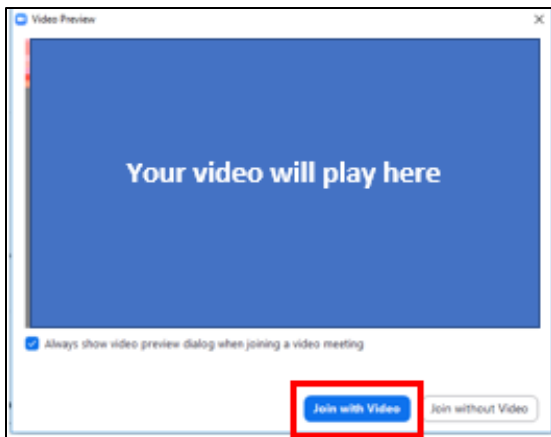 Video Preview
Your video will play here
Always show video preview dialog when joining a video meeting
Join with Video
Join without Video